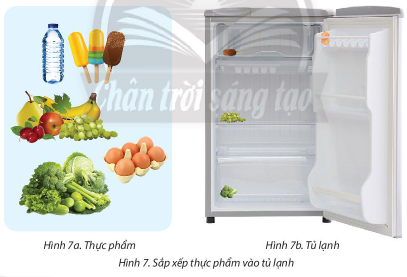 Chân trời sáng tạo
Hình 7a. Thực phẩm
Hình 7b. Tủ lạnh
Hình 7. Sắp xếp thực phẩm vào tủ lạnh